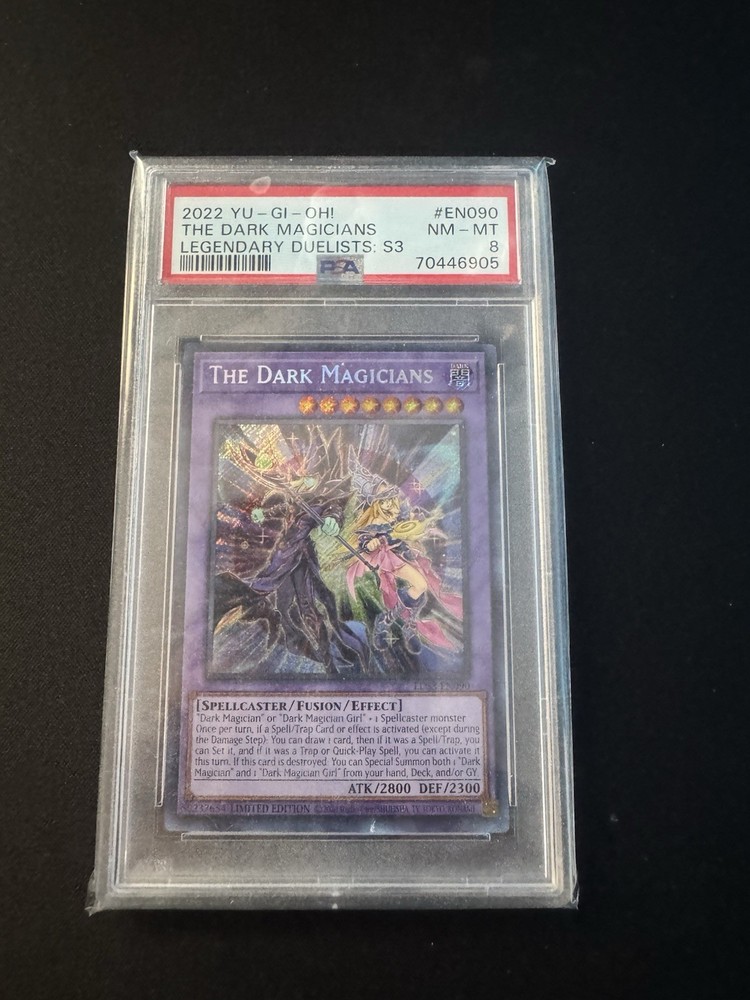 2022 YU-GI-OH! #EN090
THE DARK MAGICIANS NM-MT
LEGENDARY DUELISTS: S3 8
PSA 70446905
THE DARK MAGICIANS
[SPELLCASTER/FUSION/EFFECT]
"Dark Magician" or "Dark Magician Girl" + 1 Spellcaster monster
Once per turn, if a Spell/Trap Card or effect is activated (except during
the Damage Step): You can draw 1 card, then if it was a Spell/Trap, you
can Set it, and if it was a Trap or Quick-Play Spell, you can activate it
this turn. If this card is destroyed: You can Special Summon both 1 "Dark
Magician" and 1 "Dark Magician Girl" from your hand, Deck, and/or GY.
ATK/2800 DEF/2300
LIMITED EDITION